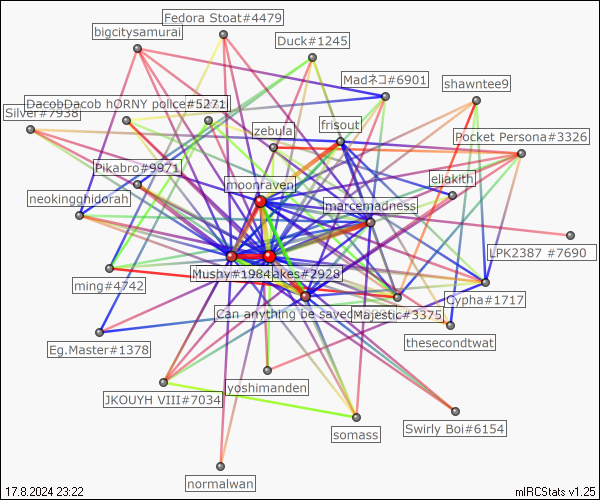 Fedora Stoat#4479
bigcitysamurai
Duck#1245
Madネコ#6901
shawntee9
DacobDacob hORNY police#5271
Silver#7938
frisout
zebula
Pocket Persona#3326
Pikabro#9971
eliakith
moonraven
neokingghidorah
marcemadness
LPK2387 #7690
Mushy#1984
akes#2928
ming#4742
Cypha#1717
Can anything be saved
Majestic#3375
thesecondtwat
Eg.Master#1378
yoshimanden
JKOUYH VIII#7034
somass
Swirly Boi#6154
normalwan
17.8.2024 23:22
mIRCStats v1.25